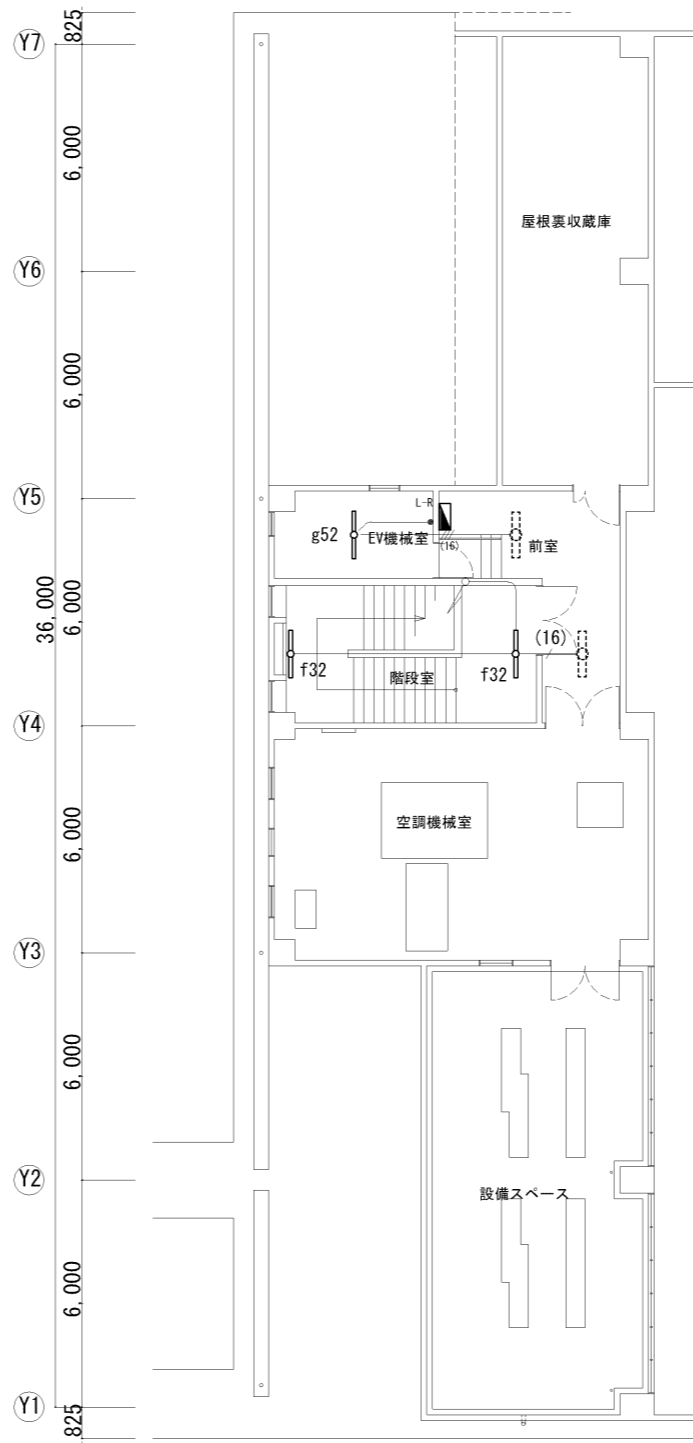 825
Y7
6,000
屋根裏収蔵庫
Y6
6,000
Y5
L-R
g52
EV機械室
(16)
前室
36,000
6,000
(16)
f32
階段室
f32
Y4
空調機械室
6,000
Y3
6,000
Y2
設備スペース
6,000
Y1
825